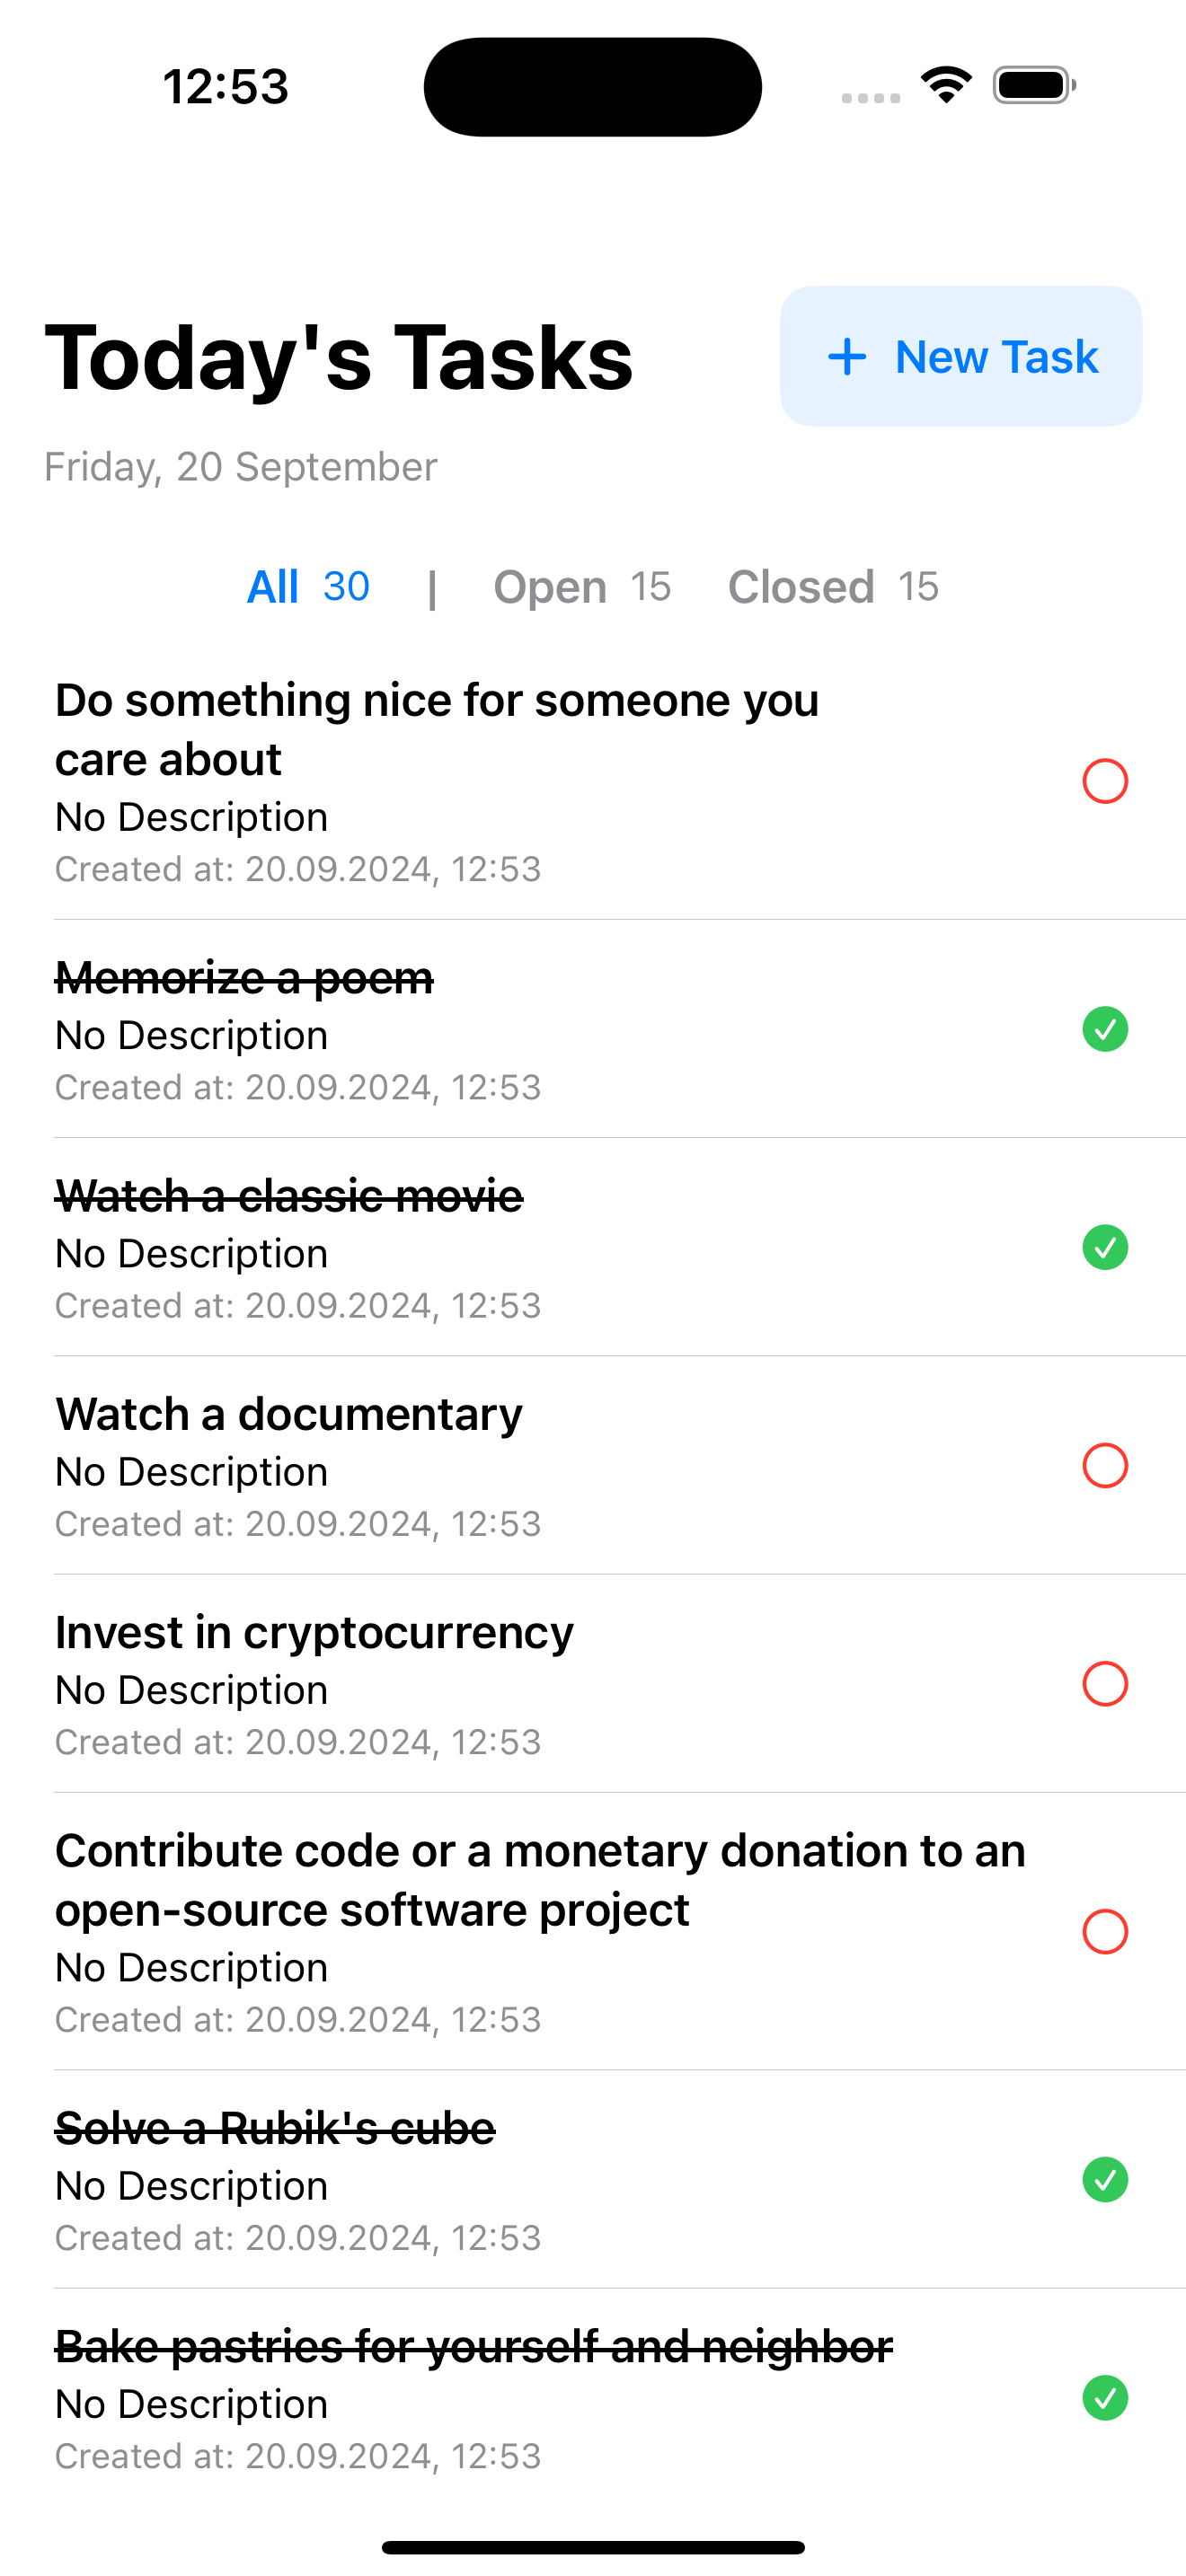 12:53
Today's Tasks
+ New Task
Friday, 20 September
All 30 | Open 15 Closed 15
Do something nice for someone you
care about
No Description
Created at: 20.09.2024, 12:53
Memorize a poem
No Description
Created at: 20.09.2024, 12:53
Watch a classic movie
No Description
Created at: 20.09.2024, 12:53
Watch a documentary
No Description
Created at: 20.09.2024, 12:53
Invest in cryptocurrency
No Description
Created at: 20.09.2024, 12:53
Contribute code or a monetary donation to an
open-source software project
No Description
Created at: 20.09.2024, 12:53
Solve a Rubik's cube
No Description
Created at: 20.09.2024, 12:53
Bake pastries for yourself and neighbor
No Description
Created at: 20.09.2024, 12:53